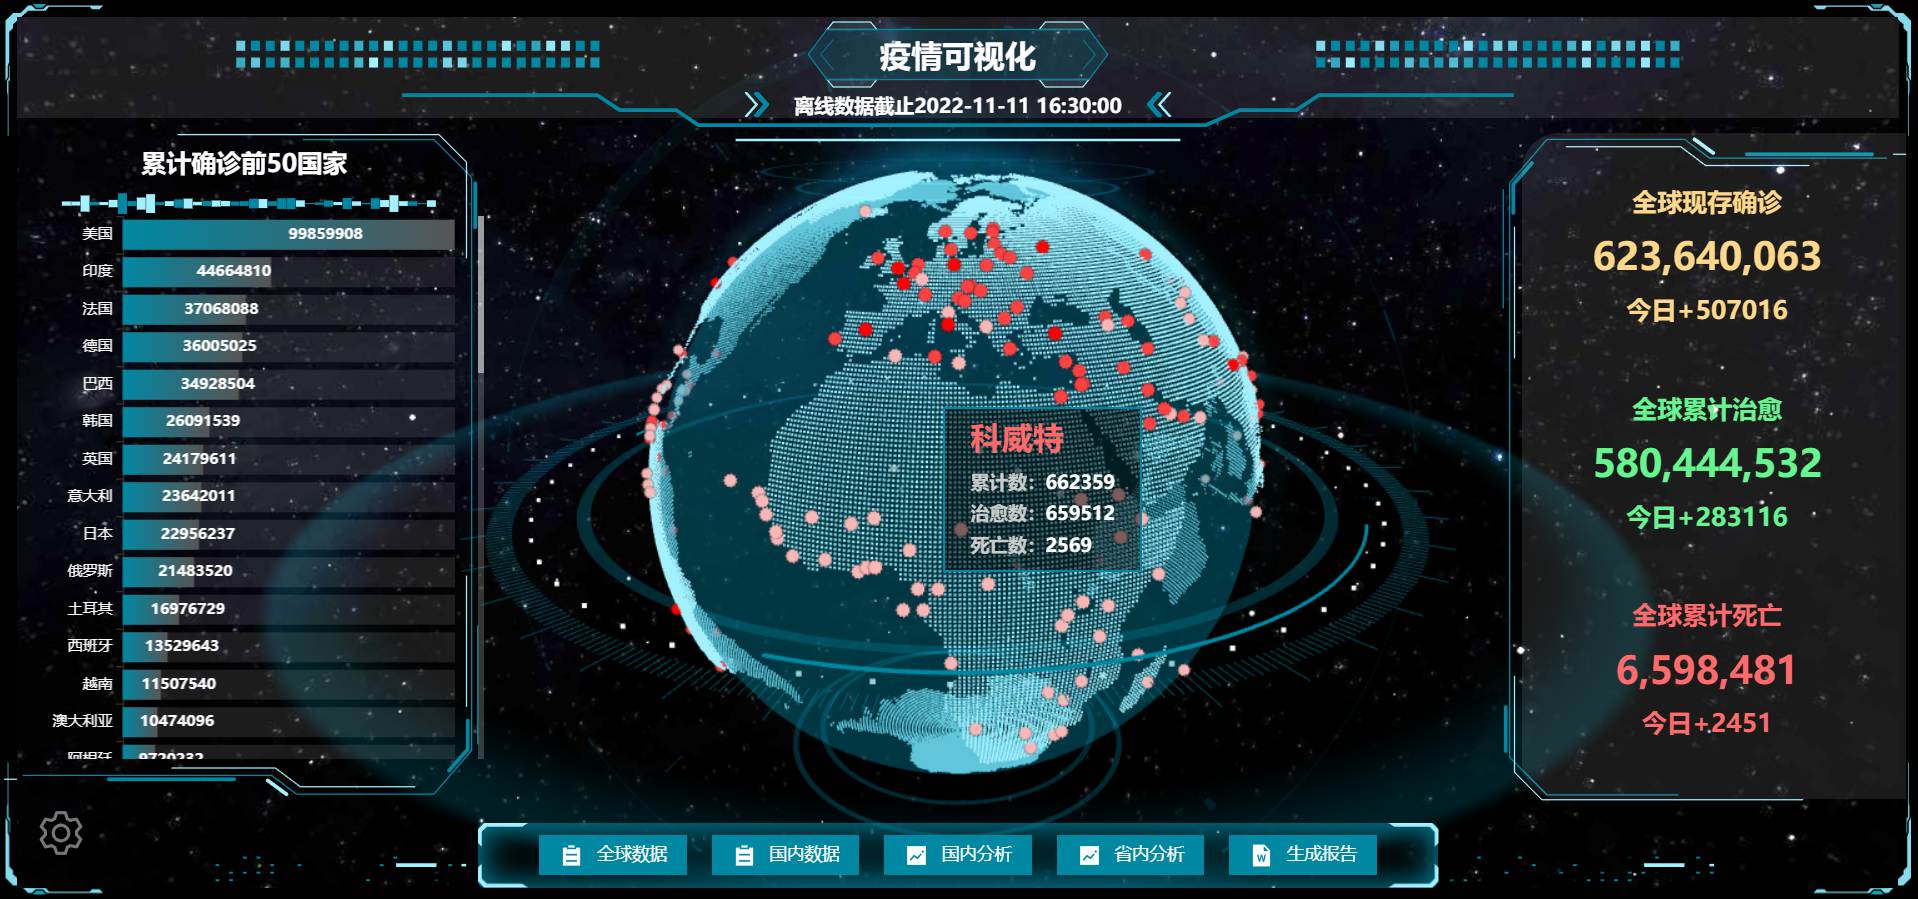 疫情可视化
离线数据截止2022-11-11 16:30:00
累计确诊前50国家
美国 99859908
印度 44664810
法国 37068088
德国 36005025
巴西 34928504
韩国 26091539
英国 24179611
意大利 23642011
日本 22956237
俄罗斯 21483520
土耳其 16976729
西班牙 13529643
越南 11507540
澳大利亚 10474096
阿根廷 9720232
科威特
累计数：662359
治愈数：659512
死亡数：2569
全球现存确诊
623,640,063
今日+507016
全球累计治愈
580,444,532
今日+283116
全球累计死亡
6,598,481
今日+2451
全球数据
国内数据
国内分析
省内分析
生成报告